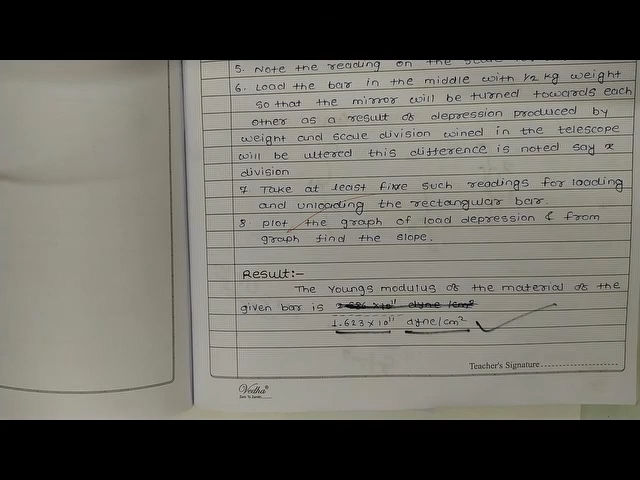 5. Note the reading on the scale
6. Load the bar in the middle with 1/2 kg weight
so that the mirror will be turned towards each
other as a result of depression produced by
weight and scale division wined in the telescope
will be ultered this difference is noted say x
division
7 Take at least five such readings for loading
and unloading the rectangular bar.
8 plot the graph of load depression & from
graph find the slope.
Result:-
The Youngs modulus of the material of the
given bar is
1.623 × 10¹¹ dyne/cm²
Teacher's Signature
Vedha®